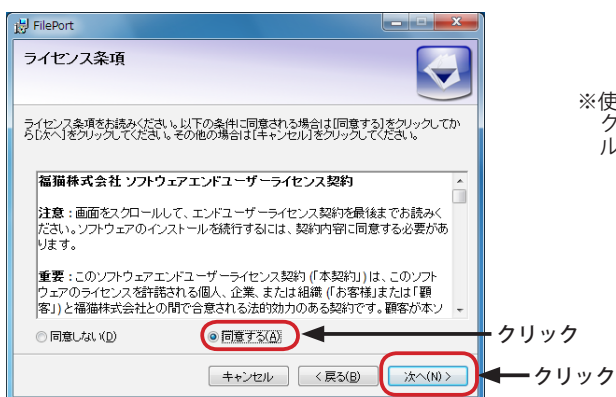 FilePort
ライセンス条項
ライセンス条項をお読みください。以下の条件に同意される場合は[同意する]をクリックしてか
ら[次へ]をクリックしてください。その他の場合は[キャンセル]をクリックしてください。
福猫株式会社 ソフトウェアエンドユーザーライセンス契約
注意：画面をスクロールして、エンドユーザーライセンス契約を最後までお読みく
ださい。ソフトウェアのインストールを続行するには、契約内容に同意する必要があ
ります。
重要：このソフトウェアエンドユーザーライセンス契約 (「本契約」) は、このソフト
ウェアのライセンスを許諾される個人、企業、または組織 (「お客様」または「顧
客」) と福猫株式会社との間で合意される法的効力のある契約です。顧客が本ソ
同意しない(D)
同意する(A)
クリック
キャンセル
< 戻る(B)
次へ(N) >
クリック
※使
ク
ル